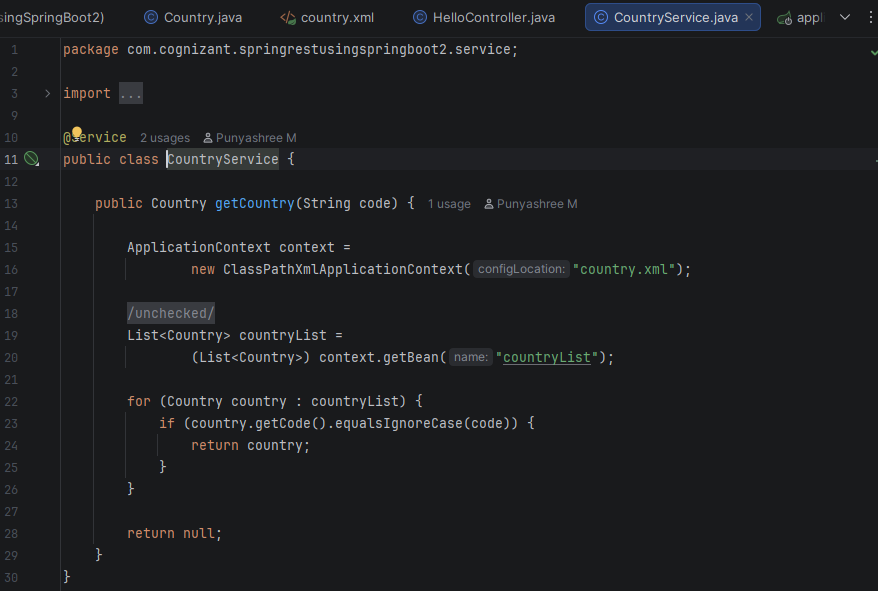 singSpringBoot2) Country.java country.xml HelloController.java CountryService.java appl
1 package com.cognizant.springrestusingspringboot2.service;
2
3 import ...
9
10 @Service 2 usages Punyashree M
11 public class CountryService {
12
13 public Country getCountry(String code) { 1 usage Punyashree M
14
15 ApplicationContext context =
16 new ClassPathXmlApplicationContext( configLocation: "country.xml");
17
18 /unchecked/
19 List<Country> countryList =
20 (List<Country>) context.getBean( name: "countryList");
21
22 for (Country country : countryList) {
23 if (country.getCode().equalsIgnoreCase(code)) {
24 return country;
25 }
26 }
27
28 return null;
29 }
30 }